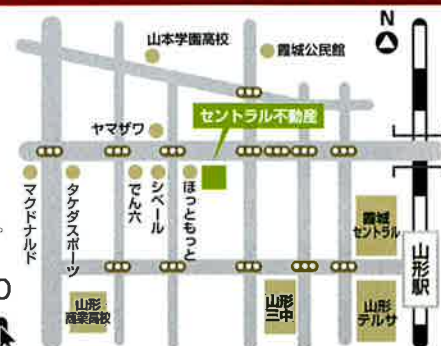 N
山本学園高校
霞城公民館
セントラル不動産
ヤマザワ
マクドナルド
タケダスポーツ
でん六
シベール
ほっともっと
霞城
セントラル
山形駅
山形
商業高校
山形
三中
山形
テルサ